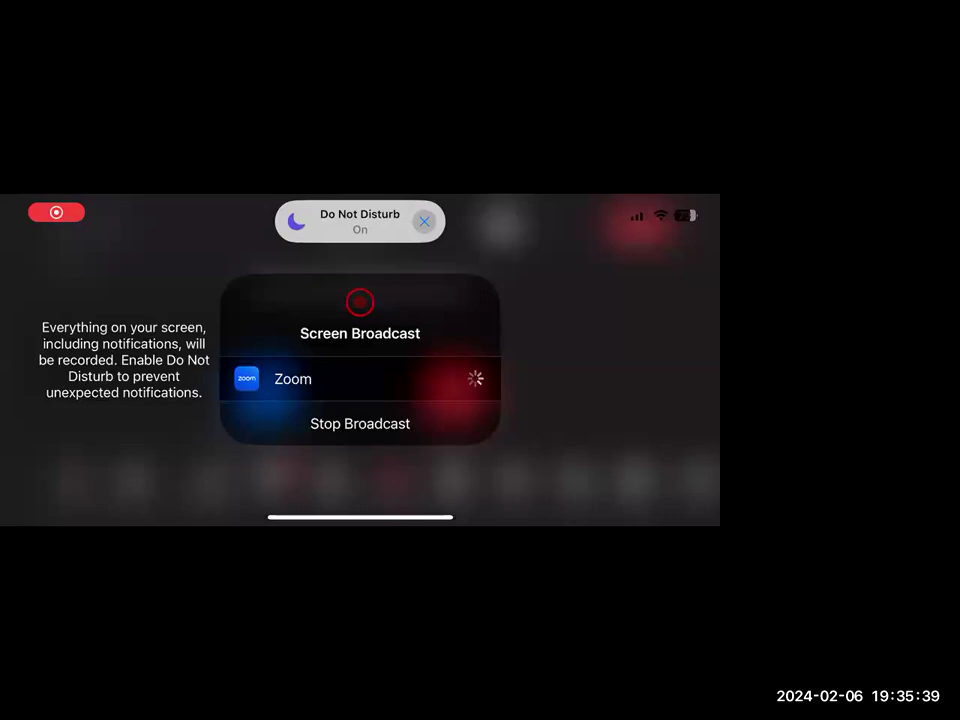 Do Not Disturb
On
Everything on your screen,
including notifications, will
be recorded. Enable Do Not
Disturb to prevent
unexpected notifications.
Screen Broadcast
zoom
Zoom
Stop Broadcast
2024-02-06 19:35:39